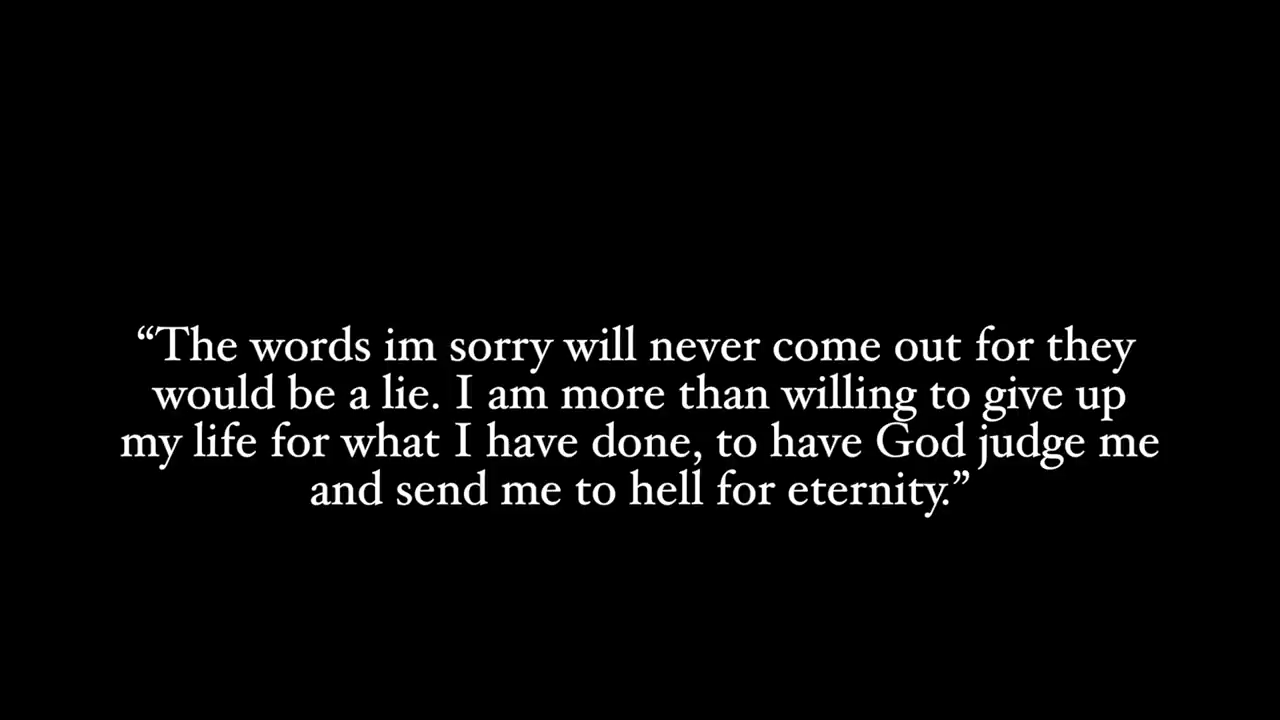 “The words im sorry will never come out for they
would be a lie. I am more than willing to give up
my life for what I have done, to have God judge me
and send me to hell for eternity.”